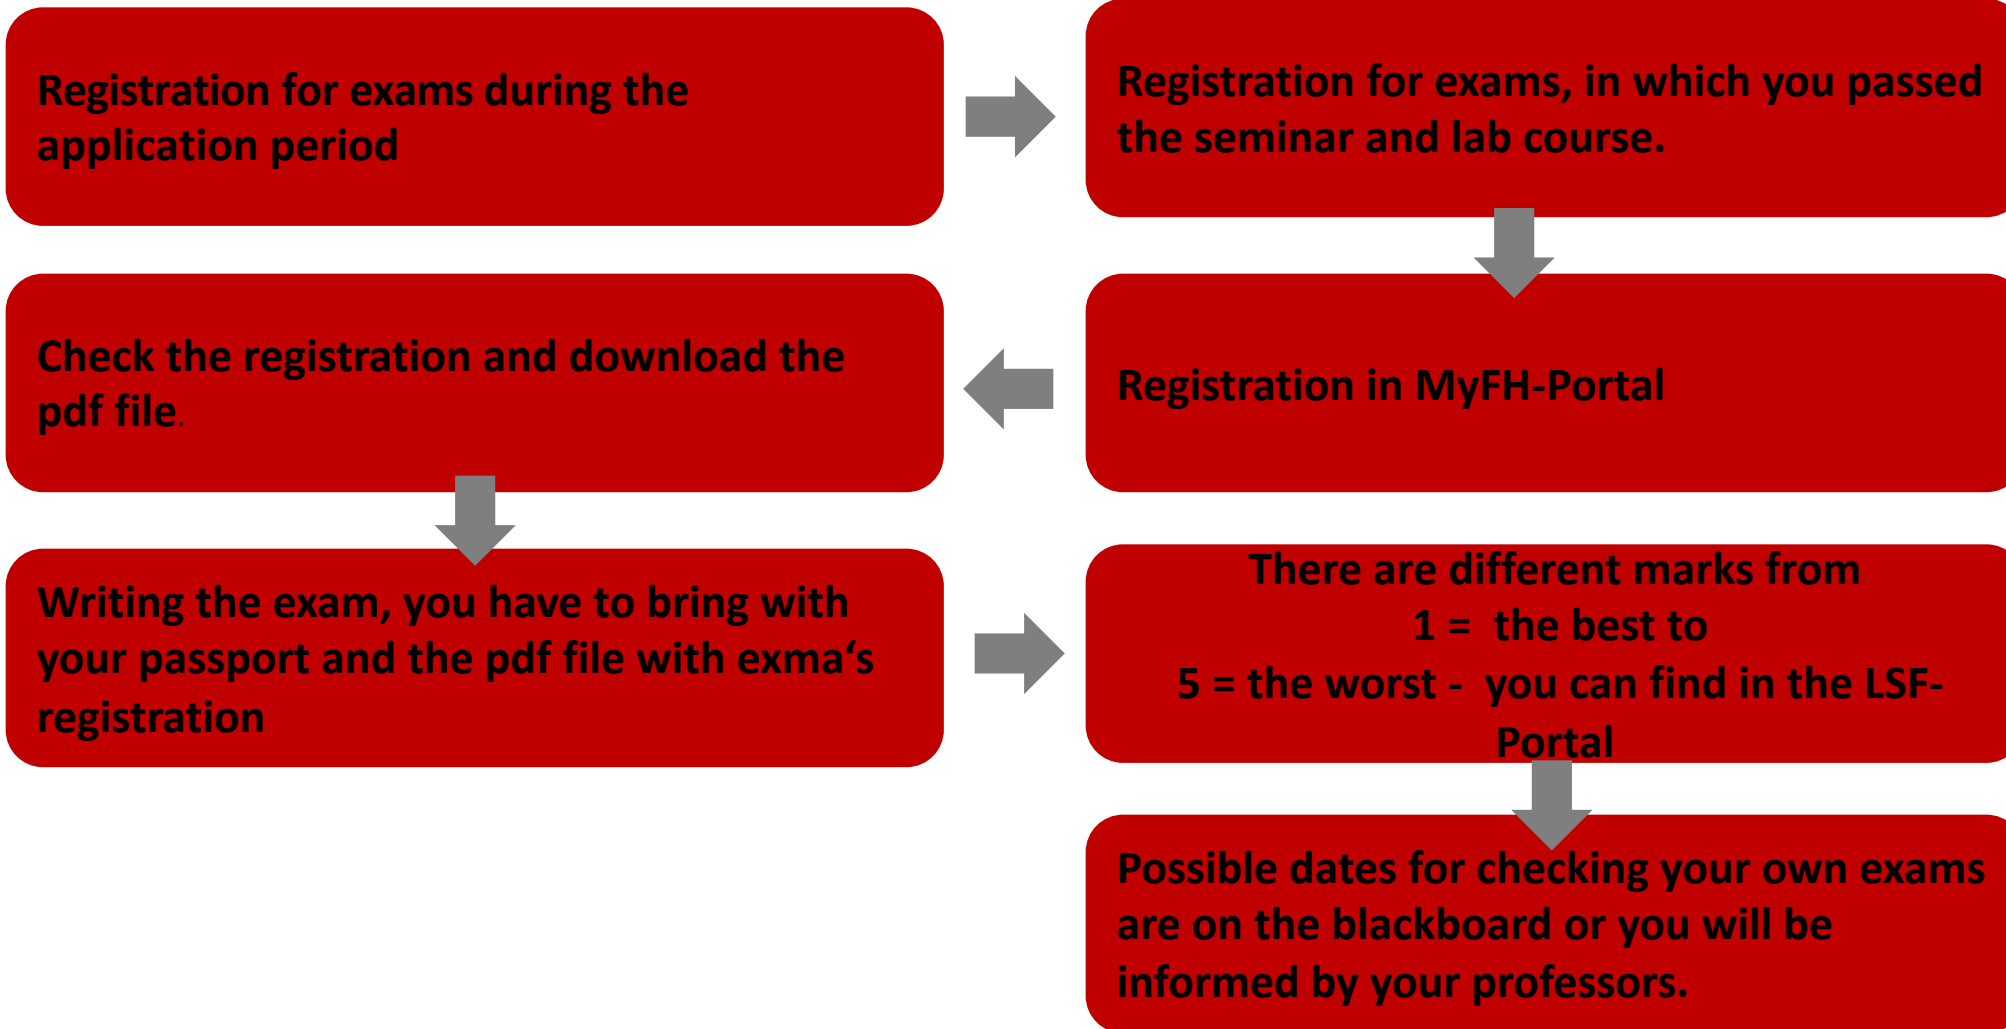 Registration for exams during the
application period
Registration for exams, in which you passed
the seminar and lab course.
Registration in MyFH-Portal
Check the registration and download the
pdf file.
Writing the exam, you have to bring with
your passport and the pdf file with exma‘s
registration
There are different marks from
1 =  the best to
5 = the worst -  you can find in the LSF-
Portal
Possible dates for checking your own exams
are on the blackboard or you will be
informed by your professors.